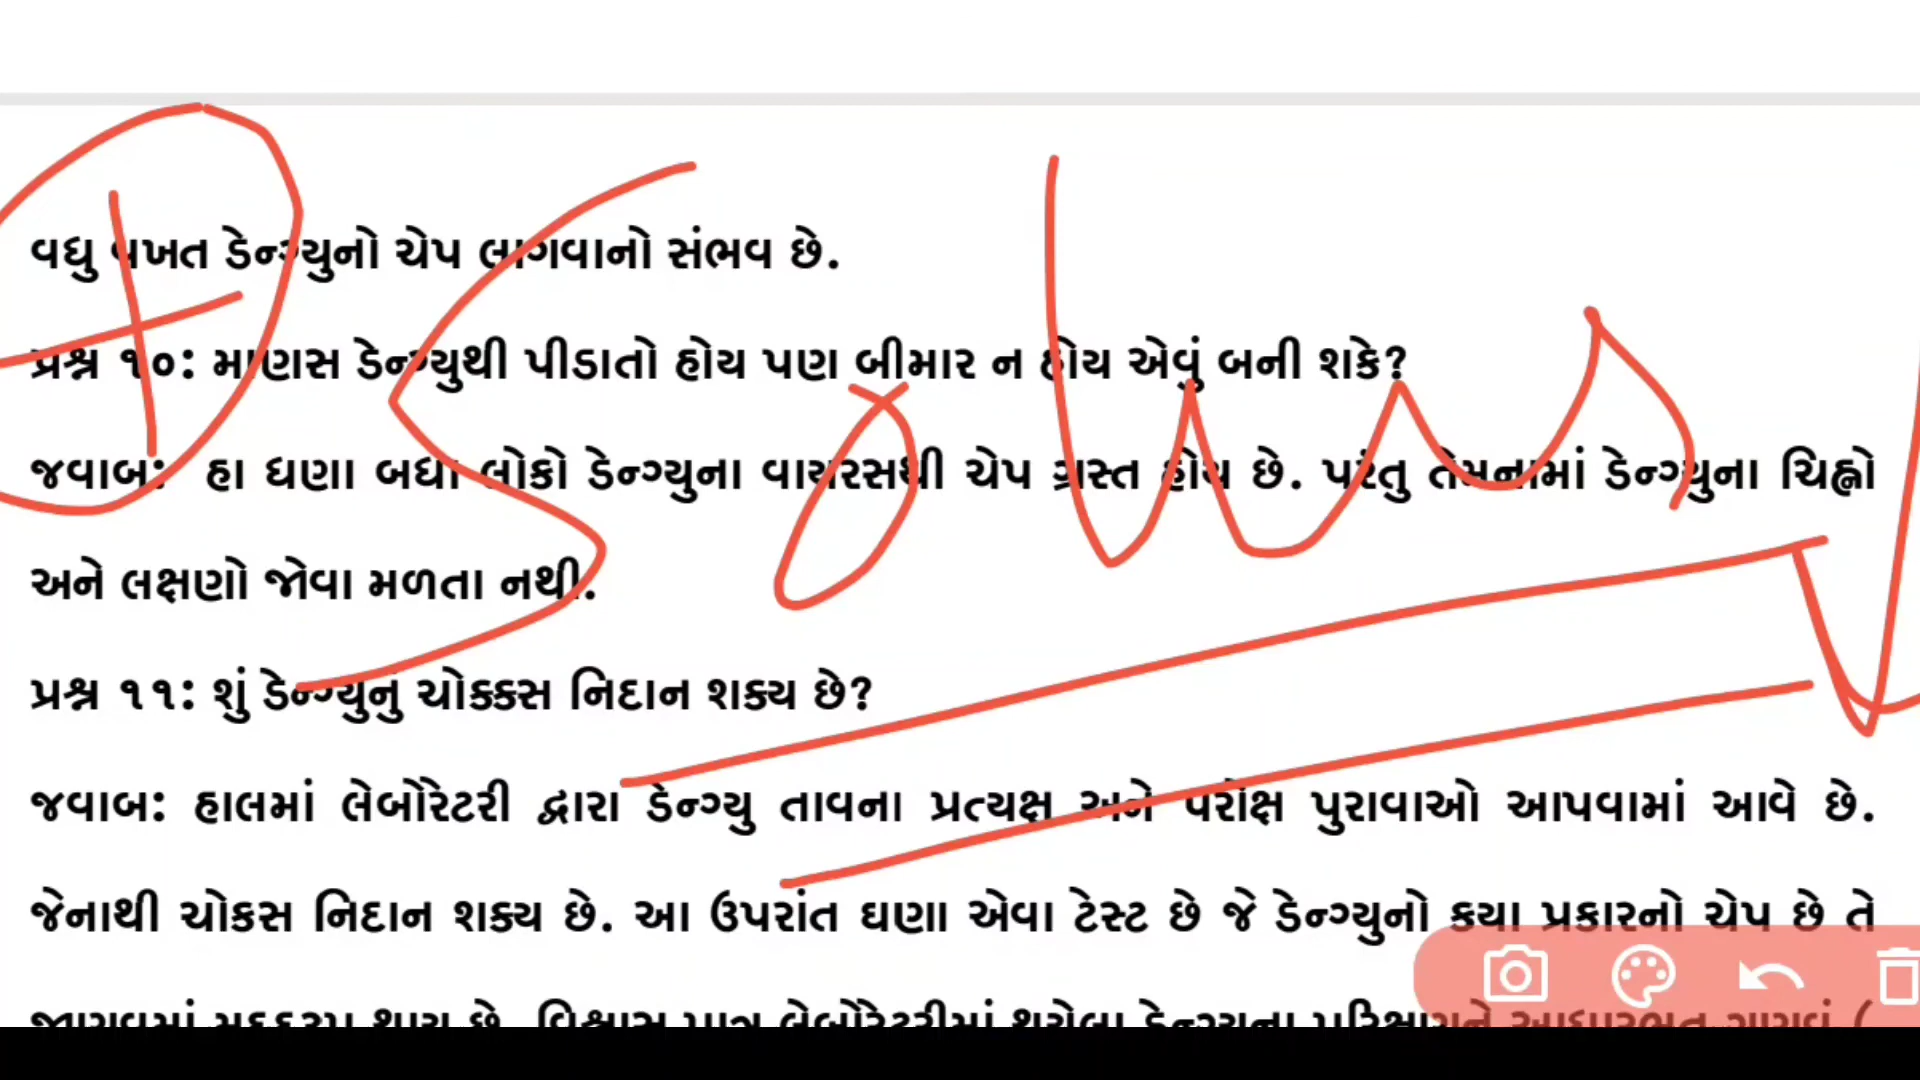 વધુ વખત ડેન્ગ્યુનો ચેપ લાગવાનો સંભવ છે.
પ્રશ્ન ૧૦: માણસ ડેન્ગ્યુથી પીડાતો હોય પણ બીમાર ન હોય એવું બની શકે?
જવાબ: હા ઘણા બધા લોકો ડેન્ગ્યુના વાયરસથી ચેપ ગ્રસ્ત હોય છે. પરંતુ તેમનામાં ડેન્ગ્યુના ચિહ્નો
અને લક્ષણો જોવા મળતા નથી.
પ્રશ્ન ૧૧: શું ડેન્ગ્યુનું ચોક્ક્સ નિદાન શક્ય છે?
જવાબ: હાલમાં લેબોરેટરી દ્વારા ડેન્ગ્યુ તાવના પ્રત્યક્ષ અને પરોક્ષ પુરાવાઓ આપવામાં આવે છે.
જેનાથી ચોકસ નિદાન શક્ય છે. આ ઉપરાંત ઘણા એવા ટેસ્ટ છે જે ડેન્ગ્યુનો કયા પ્રકારનો ચેપ છે તે